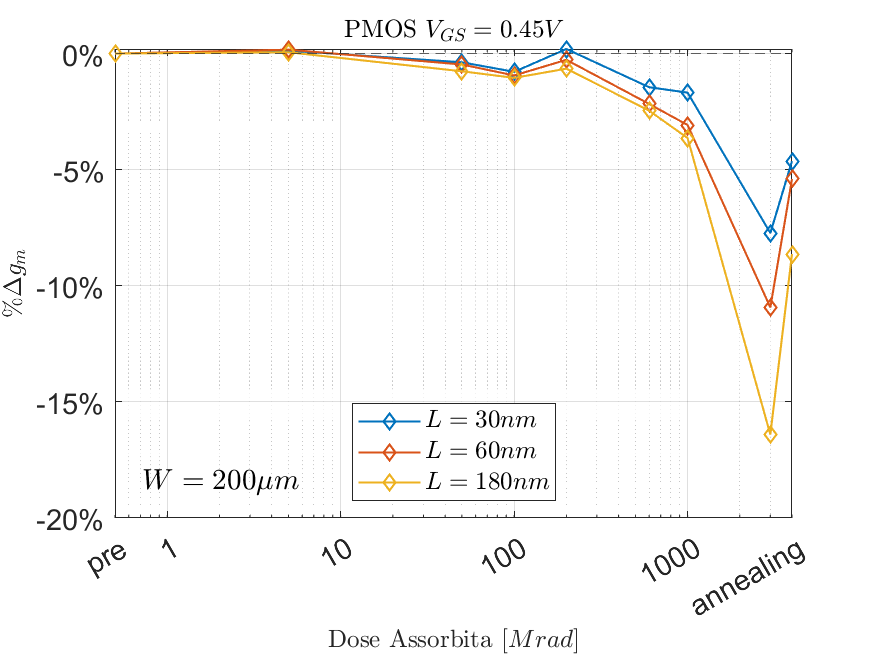 PMOS V_GS = 0.45V
0%
-5%
-10%
-15%
-20%
%Δg_m
W = 200μm
L = 30nm
L = 60nm
L = 180nm
pre 1 10 100 1000 annealing
Dose Assorbita [Mrad]